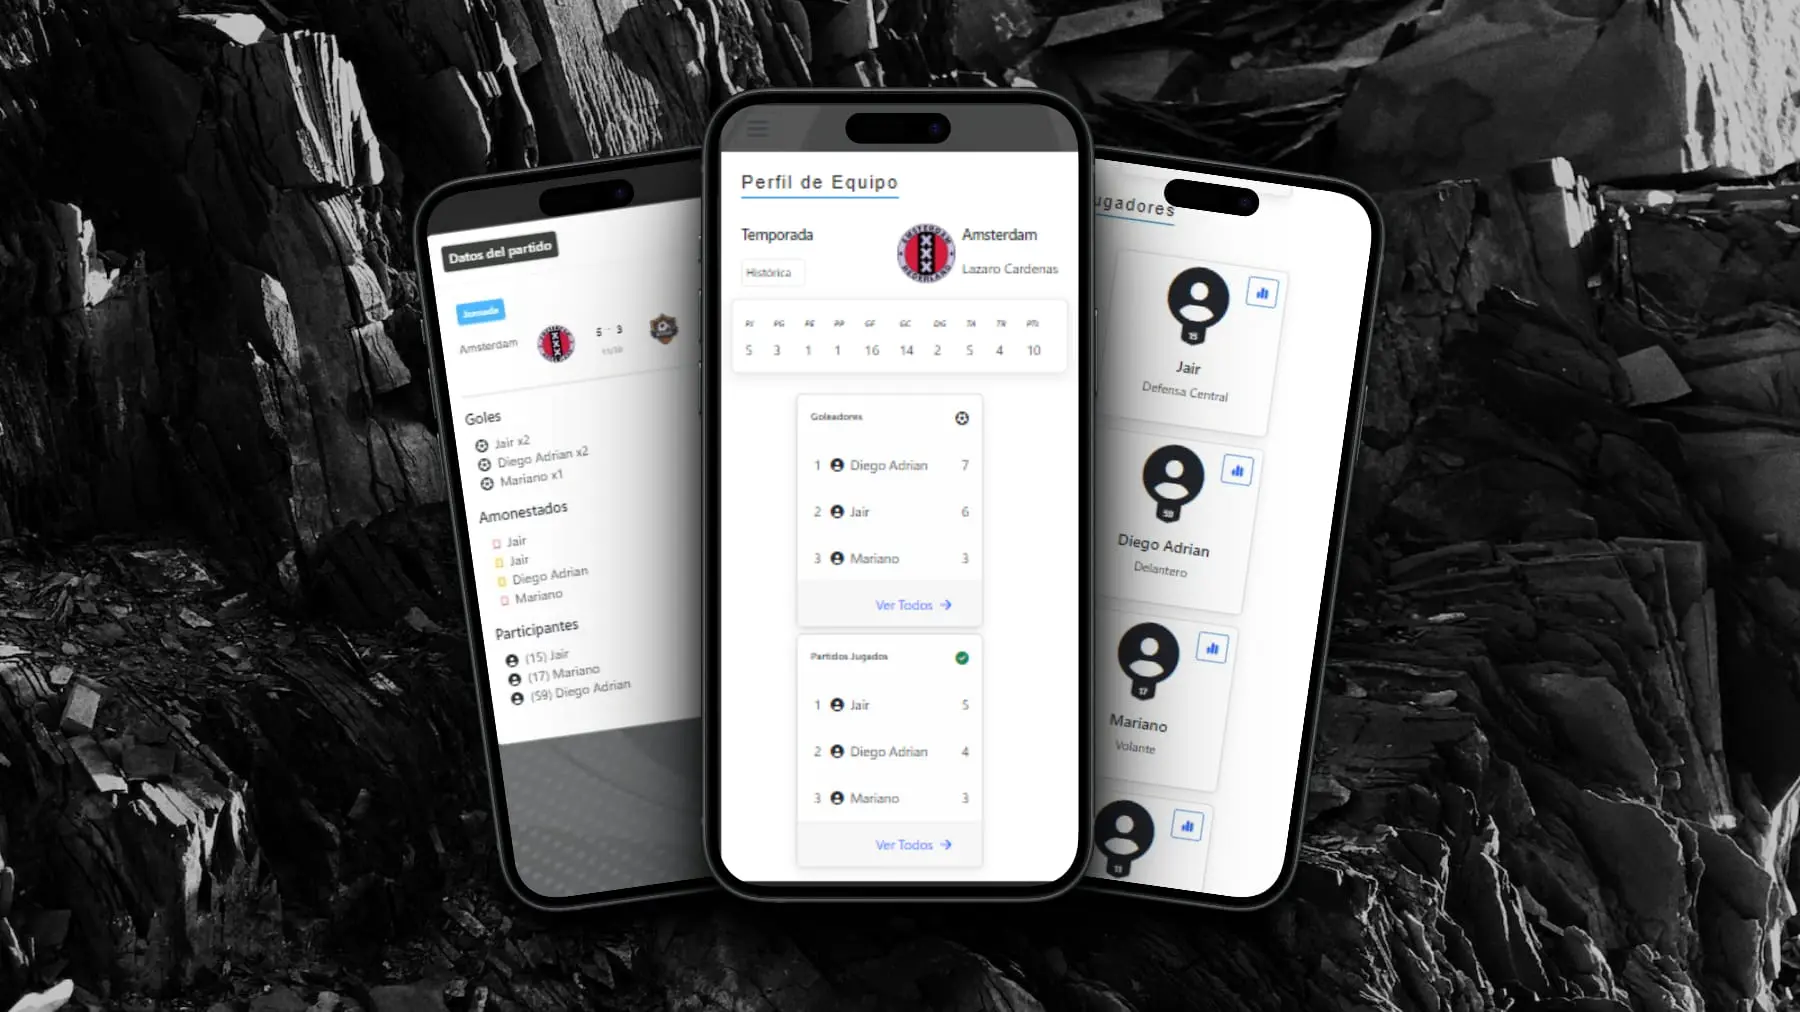 Datos del partido
Jornada
Amsterdam
5 - 3
Goles
Jair x2
Diego Adrian x2
Mariano x1
Amonestados
Jair
Jair
Diego Adrian
Mariano
Participantes
(15) Jair
(17) Mariano
(59) Diego Adrian
Perfil de Equipo
Temporada
Histórica
AMSTERDAM
XXX
Amsterdam
Lazaro Cardenas
PJ PG PE PP GF GC DG TA TR PTs
5 3 1 1 16 14 2 5 4 10
Goleadores
1 Diego Adrian 7
2 Jair 6
3 Mariano 3
Ver Todos →
Partidos Jugados
1 Jair 5
2 Diego Adrian 4
3 Mariano 3
Ver Todos →
ugadores
15
Jair
Defensa Central
59
Diego Adrian
Delantero
17
Mariano
Volante